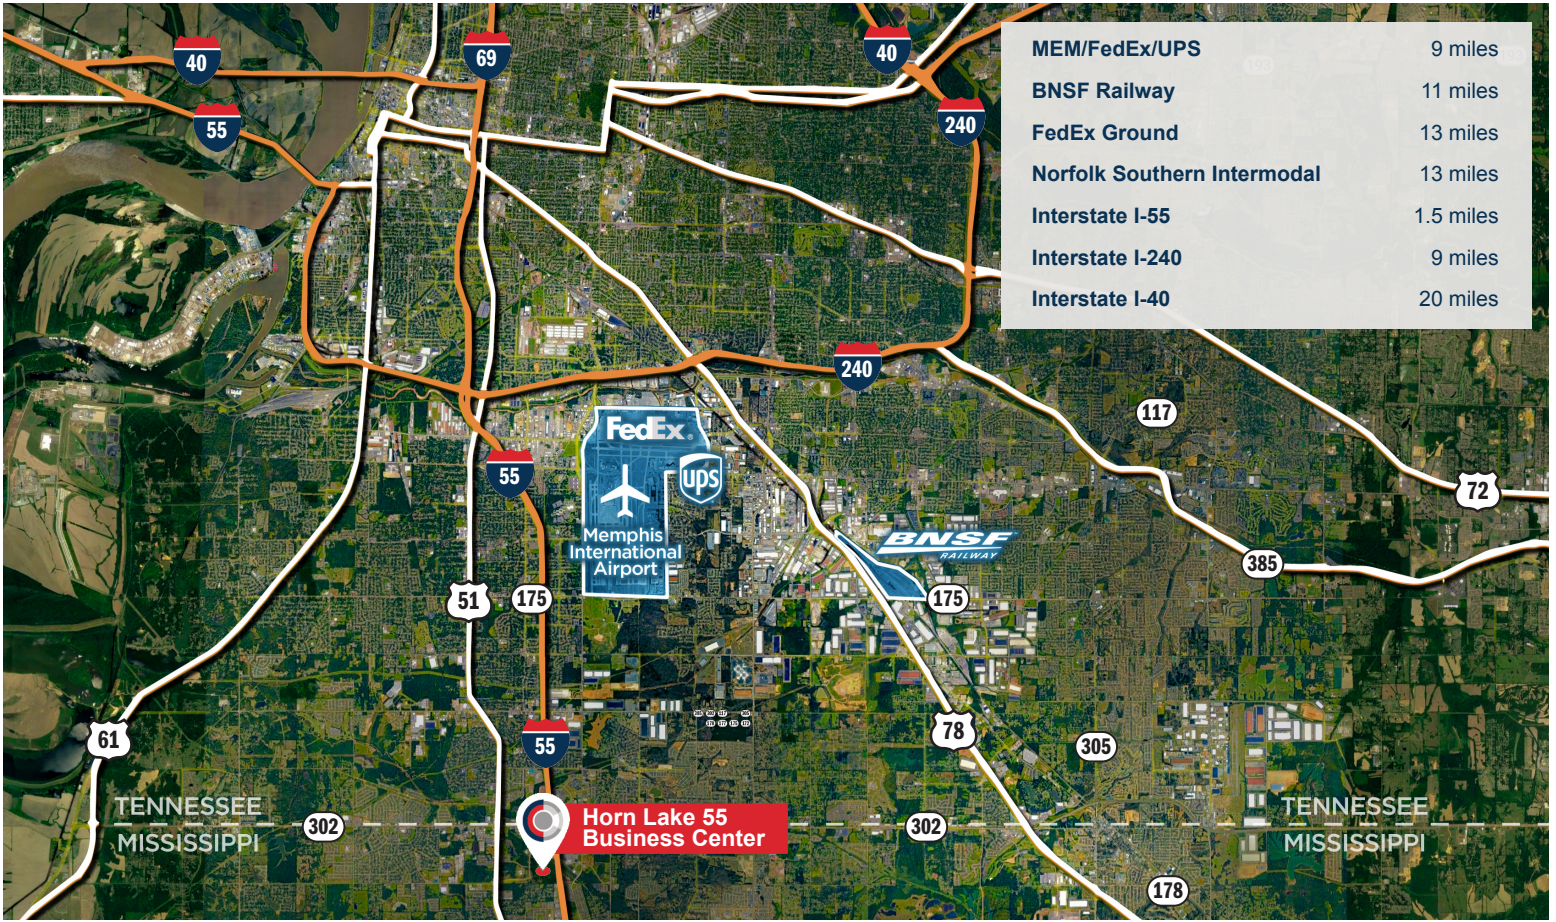 MEM/FedEx/UPS 9 miles
BNSF Railway 11 miles
FedEx Ground 13 miles
Norfolk Southern Intermodal 13 miles
Interstate I-55 1.5 miles
Interstate I-240 9 miles
Interstate I-40 20 miles
40
69
40
55
240
240
117
FedEx®
55
ups
72
Memphis
International
Airport
BNSF
RAILWAY
385
51
175
175
61
55
78
305
TENNESSEE
MISSISSIPPI
302
Horn Lake 55
Business Center
302
TENNESSEE
MISSISSIPPI
178